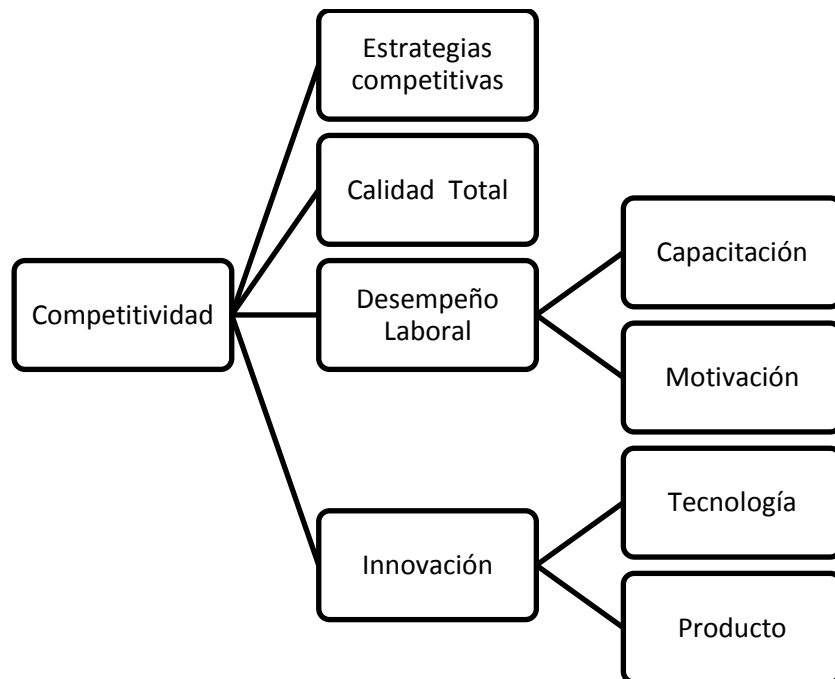 Estrategias
competitivas
Calidad Total
Competitividad
Desempeño
Laboral
Capacitación
Motivación
Innovación
Tecnología
Producto